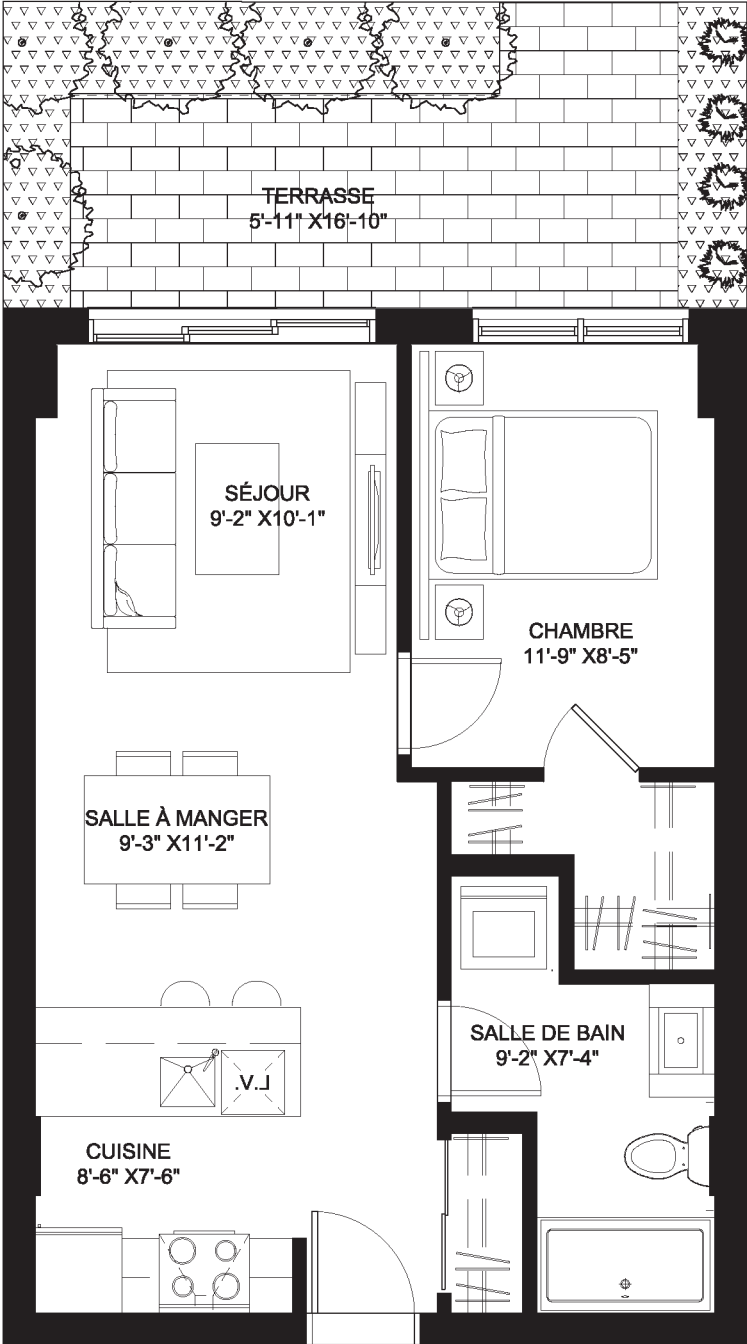 TERRASSE
5'-11" X16'-10"
SÉJOUR
9'-2" X10'-1"
CHAMBRE
11'-9" X8'-5"
SALLE À MANGER
9'-3" X11'-2"
SALLE DE BAIN
9'-2" X7'-4"
L.V.
CUISINE
8'-6" X7'-6"